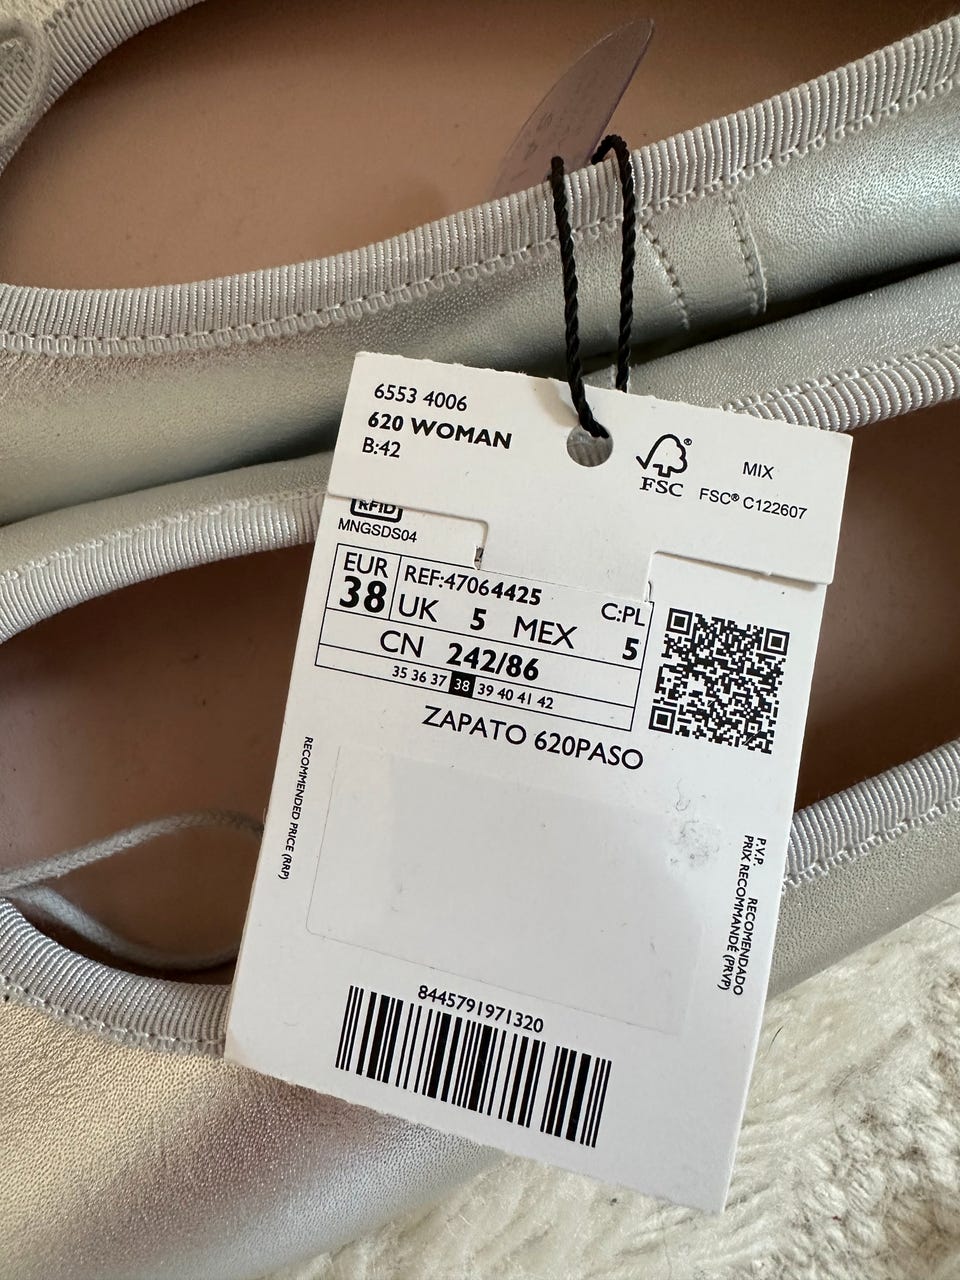 6553 4006
620 WOMAN
B:42
FSC®
MIX
FSC® C122607
RFID
MNGSDS04
EUR
38
REF:47064425
C:PL
UK 5 MEX 5
CN 242/86
35 36 37 38 39 40 41 42
ZAPATO 620PASO
RECOMMENDED PRICE (RRP)
P.V.P. RECOMENDADO
PRIX RECOMMANDÉ (PRVP)
8445791971320